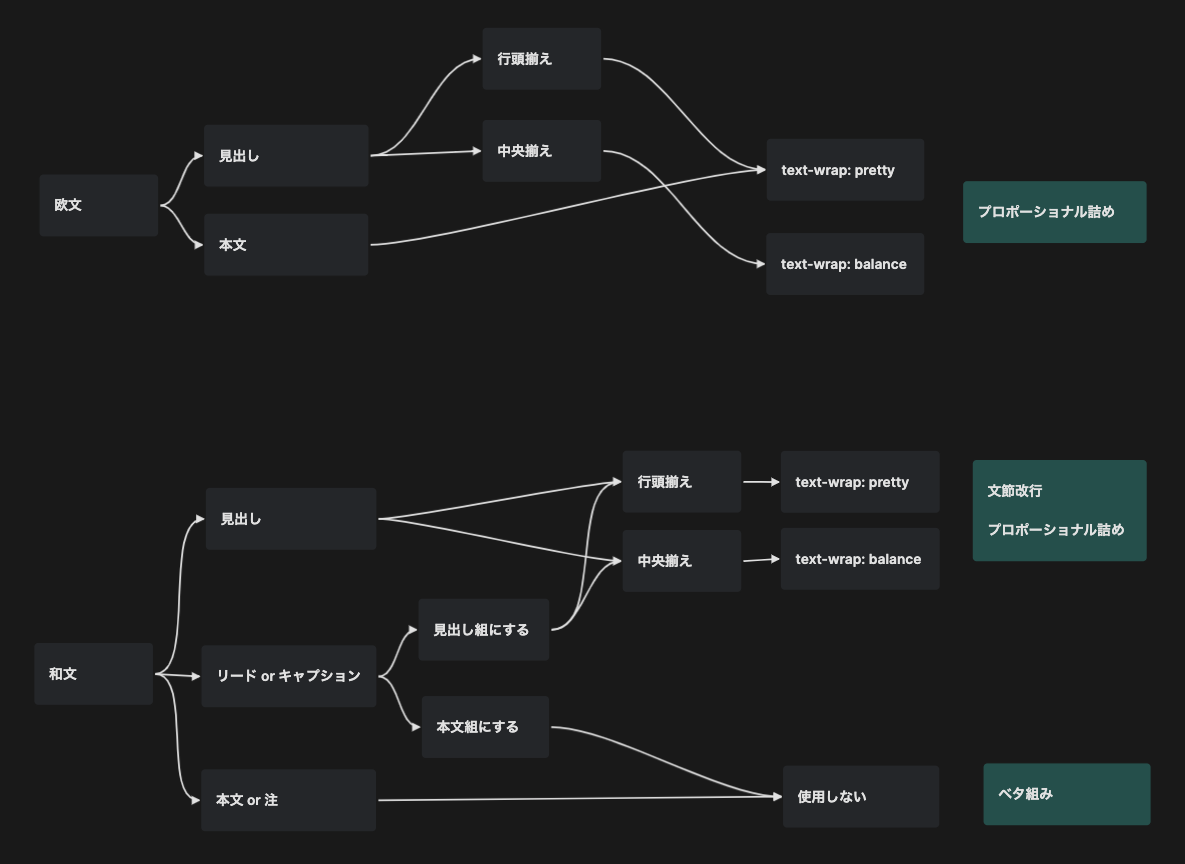 欧文
見出し
本文
行頭揃え
中央揃え
text-wrap: pretty
text-wrap: balance
プロポーショナル詰め
和文
見出し
リード or キャプション
本文 or 注
見出し組にする
本文組にする
行頭揃え
中央揃え
text-wrap: pretty
text-wrap: balance
使用しない
文節改行
プロポーショナル詰め
ベタ組み